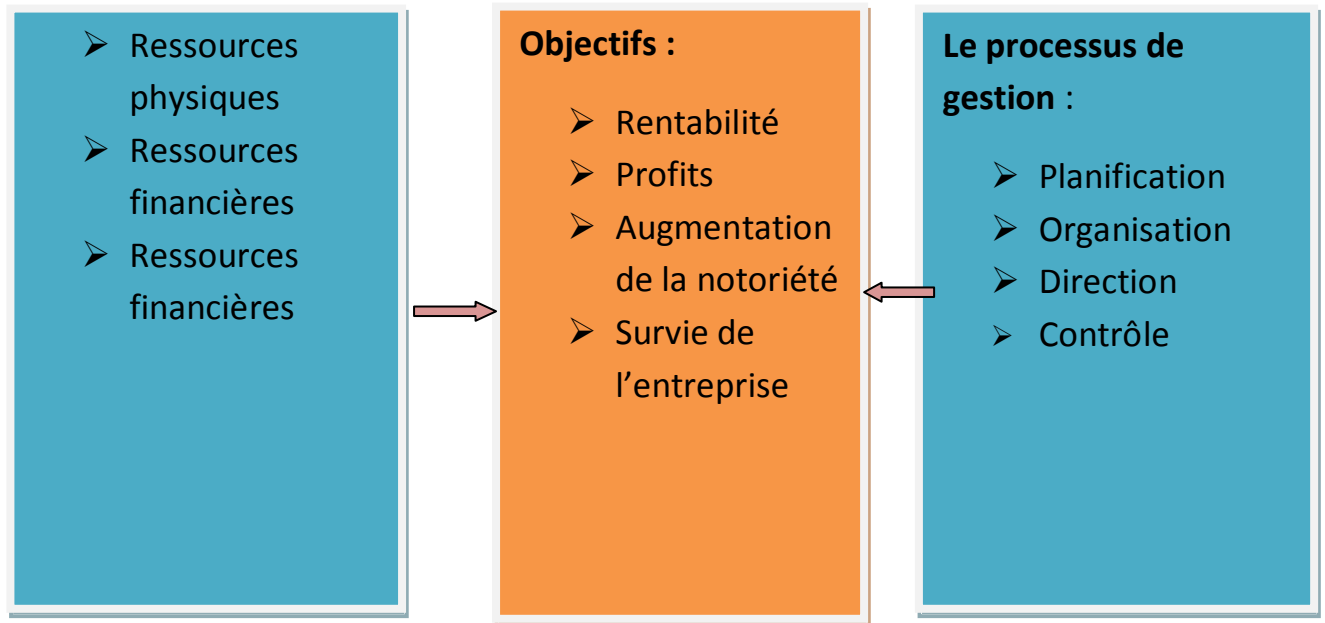 ➢ Ressources
physiques
➢ Ressources
financières
➢ Ressources
financières
Objectifs :
➢ Rentabilité
➢ Profits
➢ Augmentation
de la notoriété
➢ Survie de
l’entreprise
Le processus de
gestion :
➢ Planification
➢ Organisation
➢ Direction
➢ Contrôle